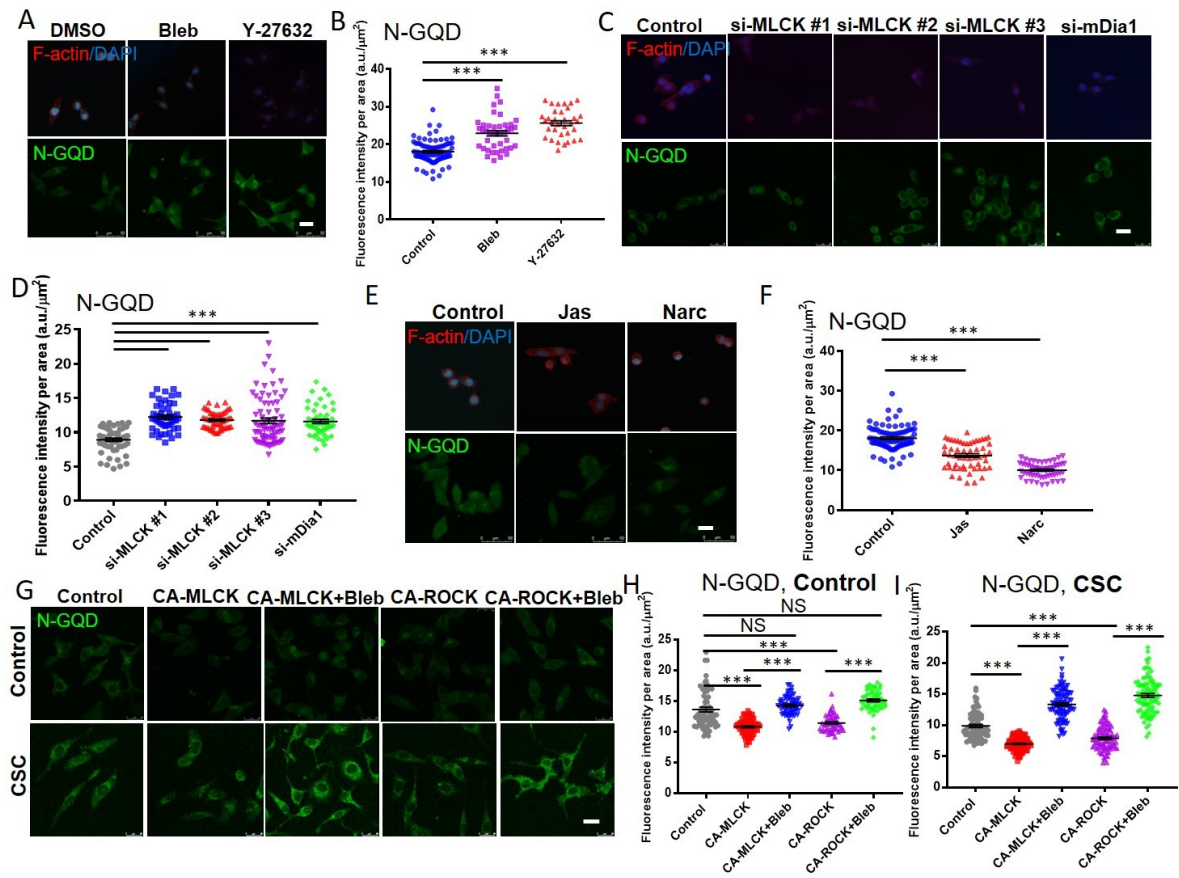 A
DMSO Bleb Y-27632
F-actin/DAPI
N-GQD
B
N-GQD
Fluorescence intensity per area (a.u./µm²)
***
***
40
30
20
10
0
Control Bleb Y-27632
C
Control si-MLCK #1 si-MLCK #2 si-MLCK #3 si-mDia1
F-actin/DAPI
N-GQD
D
N-GQD
Fluorescence intensity per area (a.u./µm²)
***
25
20
15
10
5
0
Control si-MLCK #1 si-MLCK #2 si-MLCK #3 si-mDia1
E
Control Jas Narc
F-actin/DAPI
N-GQD
F
N-GQD
Fluorescence intensity per area (a.u./µm²)
***
***
40
30
20
10
0
Control Jas Narc
G
Control CA-MLCK CA-MLCK+Bleb CA-ROCK CA-ROCK+Bleb
N-GQD
Control
CSC
H
N-GQD, Control
Fluorescence intensity per area (a.u./µm²)
NS
NS
***
*** *** ***
25
20
15
10
5
0
Control CA-MLCK CA-MLCK+Bleb CA-ROCK CA-ROCK+Bleb
I
N-GQD, CSC
Fluorescence intensity per area (a.u./µm²)
***
*** *** ***
25
20
15
10
5
0
Control CA-MLCK CA-MLCK+Bleb CA-ROCK CA-ROCK+Bleb